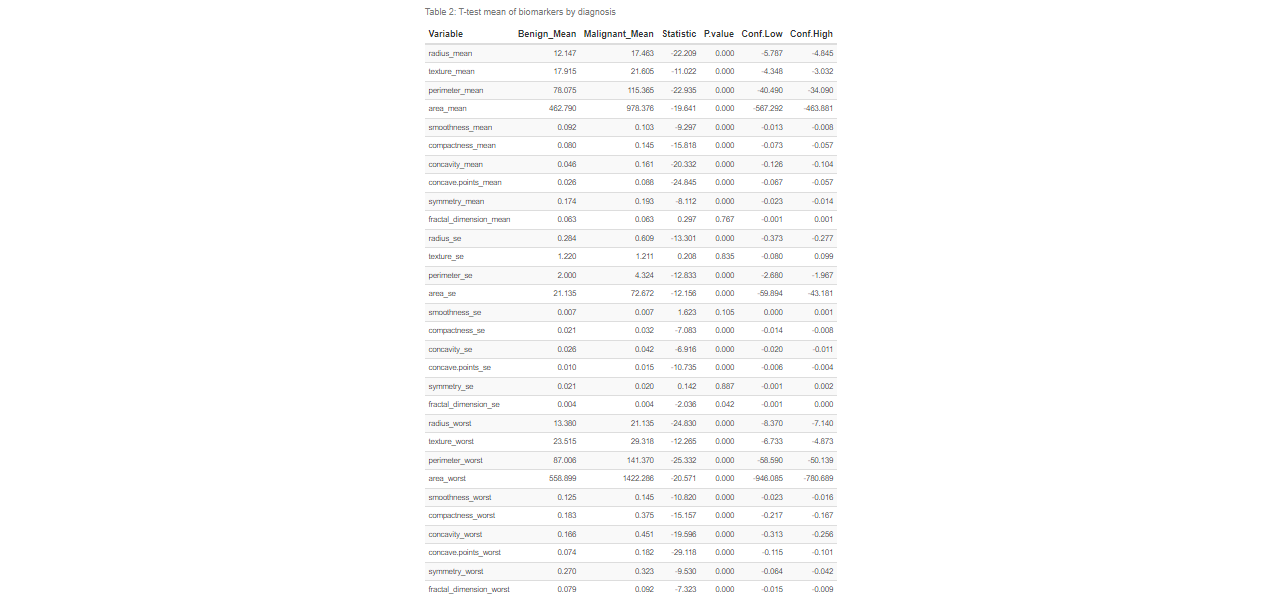 Table 2: T-test mean of biomarkers by diagnosis
Variable Benign_Mean Malignant_Mean Statistic P.value Conf.Low Conf.High
radius_mean 12.147 17.463 -22.209 0.000 -5.787 -4.845
texture_mean 17.915 21.605 -11.022 0.000 -4.348 -3.032
perimeter_mean 78.075 115.365 -22.935 0.000 -40.490 -34.090
area_mean 462.790 978.376 -19.641 0.000 -567.292 -463.881
smoothness_mean 0.092 0.103 -9.297 0.000 -0.013 -0.008
compactness_mean 0.080 0.145 -15.818 0.000 -0.073 -0.057
concavity_mean 0.046 0.161 -20.332 0.000 -0.126 -0.104
concave.points_mean 0.026 0.088 -24.845 0.000 -0.067 -0.057
symmetry_mean 0.174 0.193 -8.112 0.000 -0.023 -0.014
fractal_dimension_mean 0.063 0.063 0.297 0.767 -0.001 0.001
radius_se 0.284 0.609 -13.301 0.000 -0.373 -0.277
texture_se 1.220 1.211 0.208 0.835 -0.080 0.099
perimeter_se 2.000 4.324 -12.833 0.000 -2.680 -1.967
area_se 21.135 72.672 -12.156 0.000 -59.894 -43.181
smoothness_se 0.007 0.007 1.623 0.105 0.000 0.001
compactness_se 0.021 0.032 -7.083 0.000 -0.014 -0.008
concavity_se 0.026 0.042 -6.916 0.000 -0.020 -0.011
concave.points_se 0.010 0.015 -10.735 0.000 -0.006 -0.004
symmetry_se 0.021 0.020 0.142 0.887 -0.001 0.002
fractal_dimension_se 0.004 0.004 -2.036 0.042 -0.001 0.000
radius_worst 13.380 21.135 -24.830 0.000 -8.370 -7.140
texture_worst 23.515 29.318 -12.265 0.000 -6.733 -4.873
perimeter_worst 87.006 141.370 -25.332 0.000 -58.590 -50.139
area_worst 558.899 1422.286 -20.571 0.000 -946.085 -780.689
smoothness_worst 0.125 0.145 -10.820 0.000 -0.023 -0.016
compactness_worst 0.183 0.375 -15.157 0.000 -0.217 -0.167
concavity_worst 0.166 0.451 -19.596 0.000 -0.313 -0.256
concave.points_worst 0.074 0.182 -29.118 0.000 -0.115 -0.101
symmetry_worst 0.270 0.323 -9.530 0.000 -0.064 -0.042
fractal_dimension_worst 0.079 0.092 -7.323 0.000 -0.015 -0.009